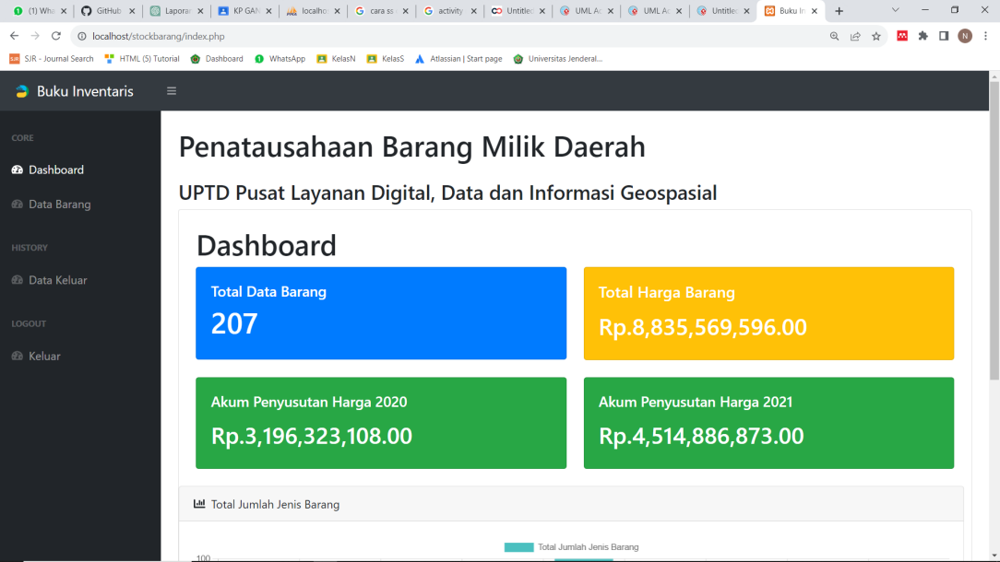 (1) Wha
GitHub
Laporan
KP GAN
localhos
cara ss
activity
Untitled
UML Ac
UML Ac
Untitled
Buku In
localhost/stockbarang/index.php
N
SJR - Journal Search
HTML (5) Tutorial
Dashboard
WhatsApp
KelasN
KelasS
Atlassian | Start page
Universitas Jenderal...
Buku Inventaris
CORE
Dashboard
Data Barang
HISTORY
Data Keluar
LOGOUT
Keluar
Penatausahaan Barang Milik Daerah
UPTD Pusat Layanan Digital, Data dan Informasi Geospasial
Dashboard
Total Data Barang
207
Total Harga Barang
Rp.8,835,569,596.00
Akum Penyusutan Harga 2020
Rp.3,196,323,108.00
Akum Penyusutan Harga 2021
Rp.4,514,886,873.00
Total Jumlah Jenis Barang
Total Jumlah Jenis Barang
100